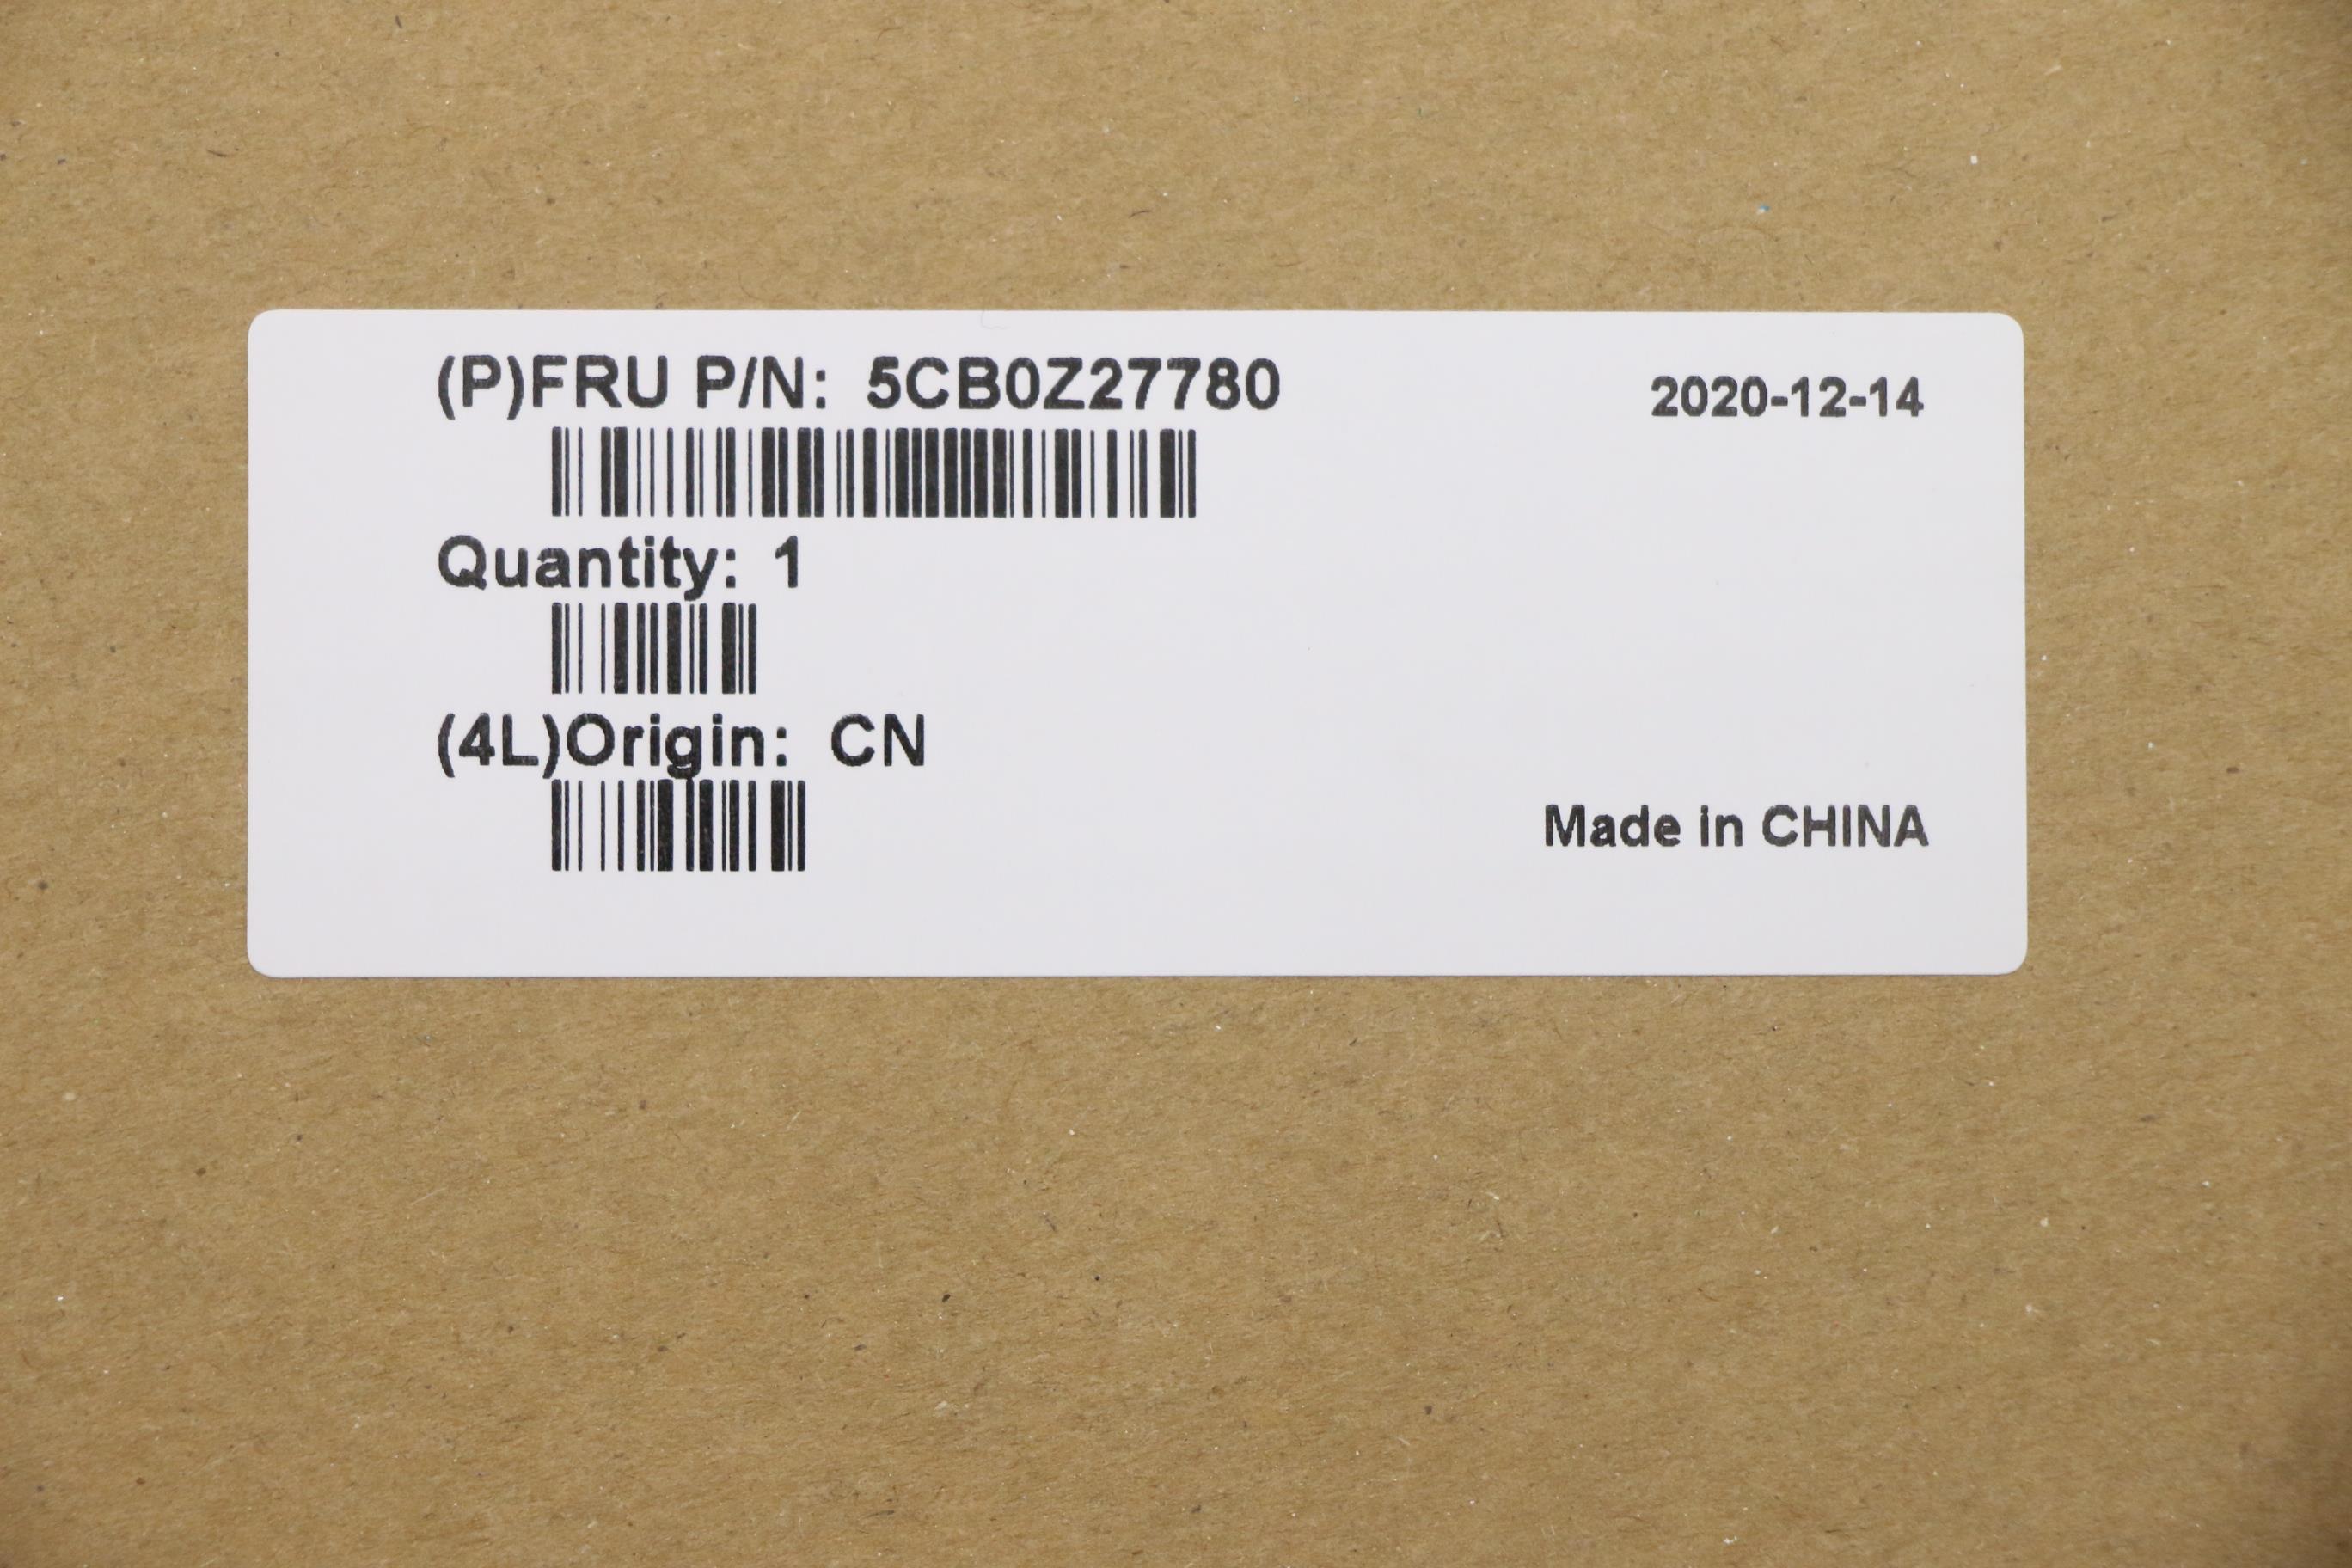 (P)FRU P/N: 5CB0Z27780
2020-12-14
Quantity: 1
(4L)Origin: CN
Made in CHINA